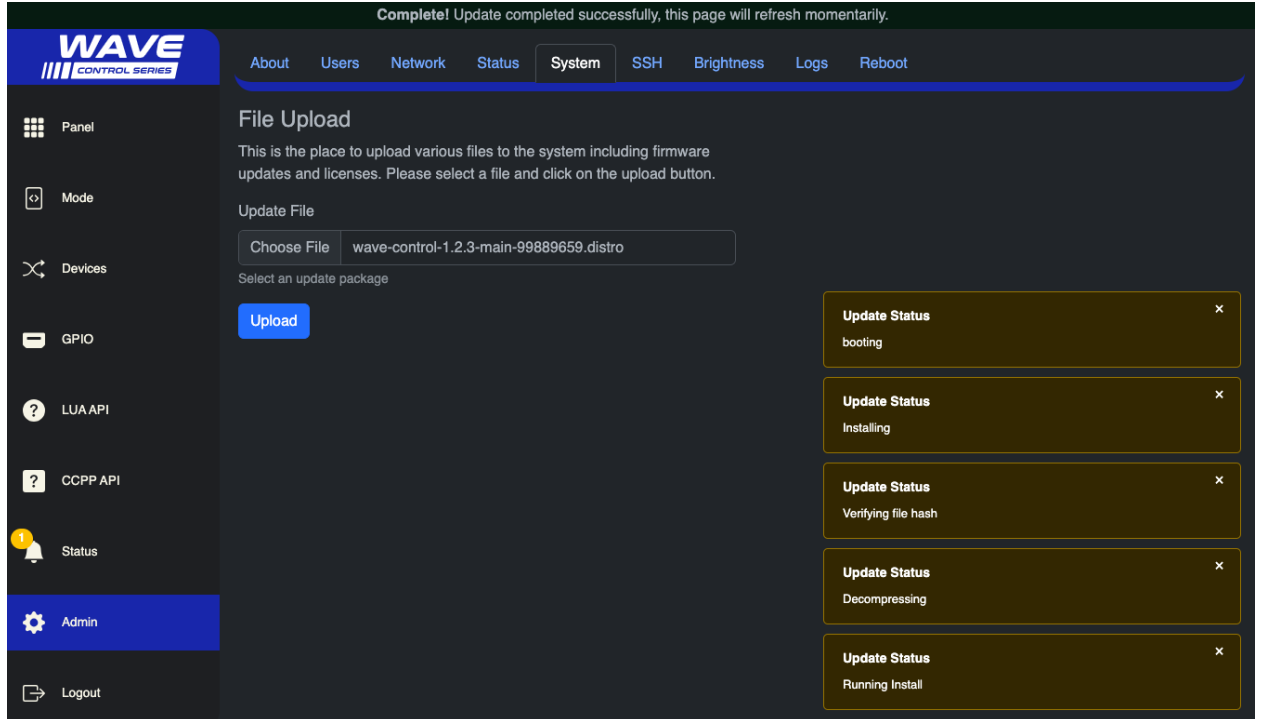 Complete! Update completed successfully, this page will refresh momentarily.
WAVE
CONTROL SERIES
About Users Network Status System SSH Brightness Logs Reboot
Panel
Mode
Devices
GPIO
LUA API
CCPP API
1
Status
Admin
Logout
File Upload
This is the place to upload various files to the system including firmware
updates and licenses. Please select a file and click on the upload button.
Update File
Choose File wave-control-1.2.3-main-99889659.distro
Select an update package
Upload
Update Status ×
booting
Update Status ×
Installing
Update Status ×
Verifying file hash
Update Status ×
Decompressing
Update Status ×
Running Install